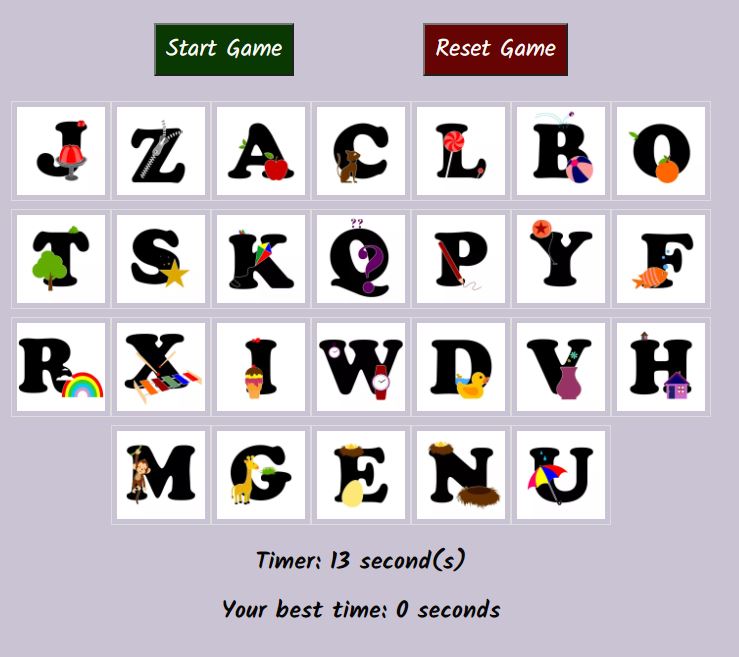 Start Game Reset Game
J Z A C L B O
T S K Q ?? ? P Y F
R X I W D V H
M G E N U
Timer: 13 second(s)
Your best time: 0 seconds